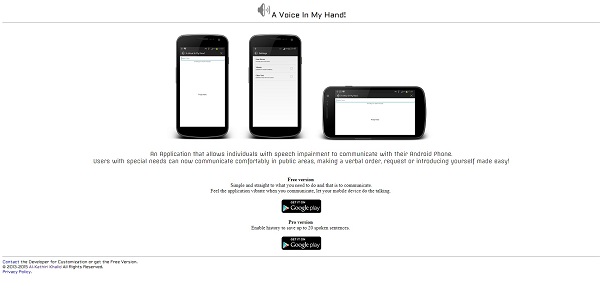 A Voice In My Hand!
An Application that allows individuals with speech impairment to communicate with their Android Phone.
Users with special needs can now communicate comfortably in public areas, making a verbal order, request or introducing yourself made easy!
Free version
Simple and straight to what you need to do and that is to communicate.
Feel the application vibrate when you communicate, let your mobile device do the talking.
GET IT ON
Google play
Pro version
Enable history to save up to 20 spoken sentences.
GET IT ON
Google play
Contact the Developer for Customization or get the Free Version.
© 2013-2015 Al Kathiri Khalid All Rights Reserved.
Privacy Policy.